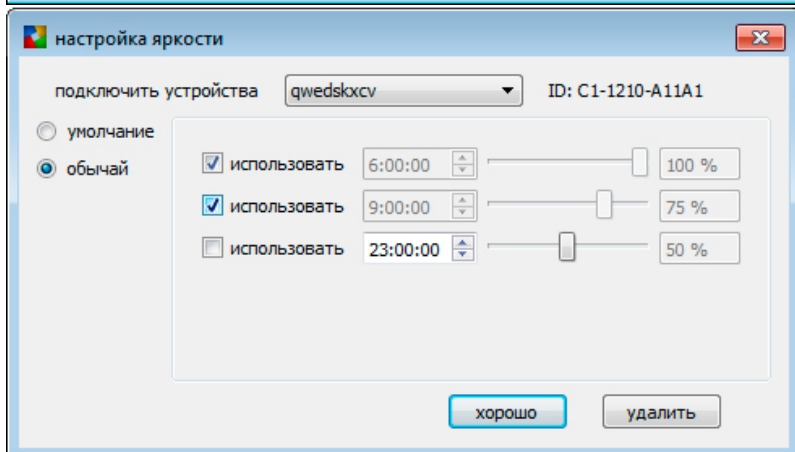 настройка яркости
подключить устройства qwedskxcv ID: C1-1210-A11A1
умолчание
обычай
использовать 6:00:00 100 %
использовать 9:00:00 75 %
использовать 23:00:00 50 %
хорошо удалить